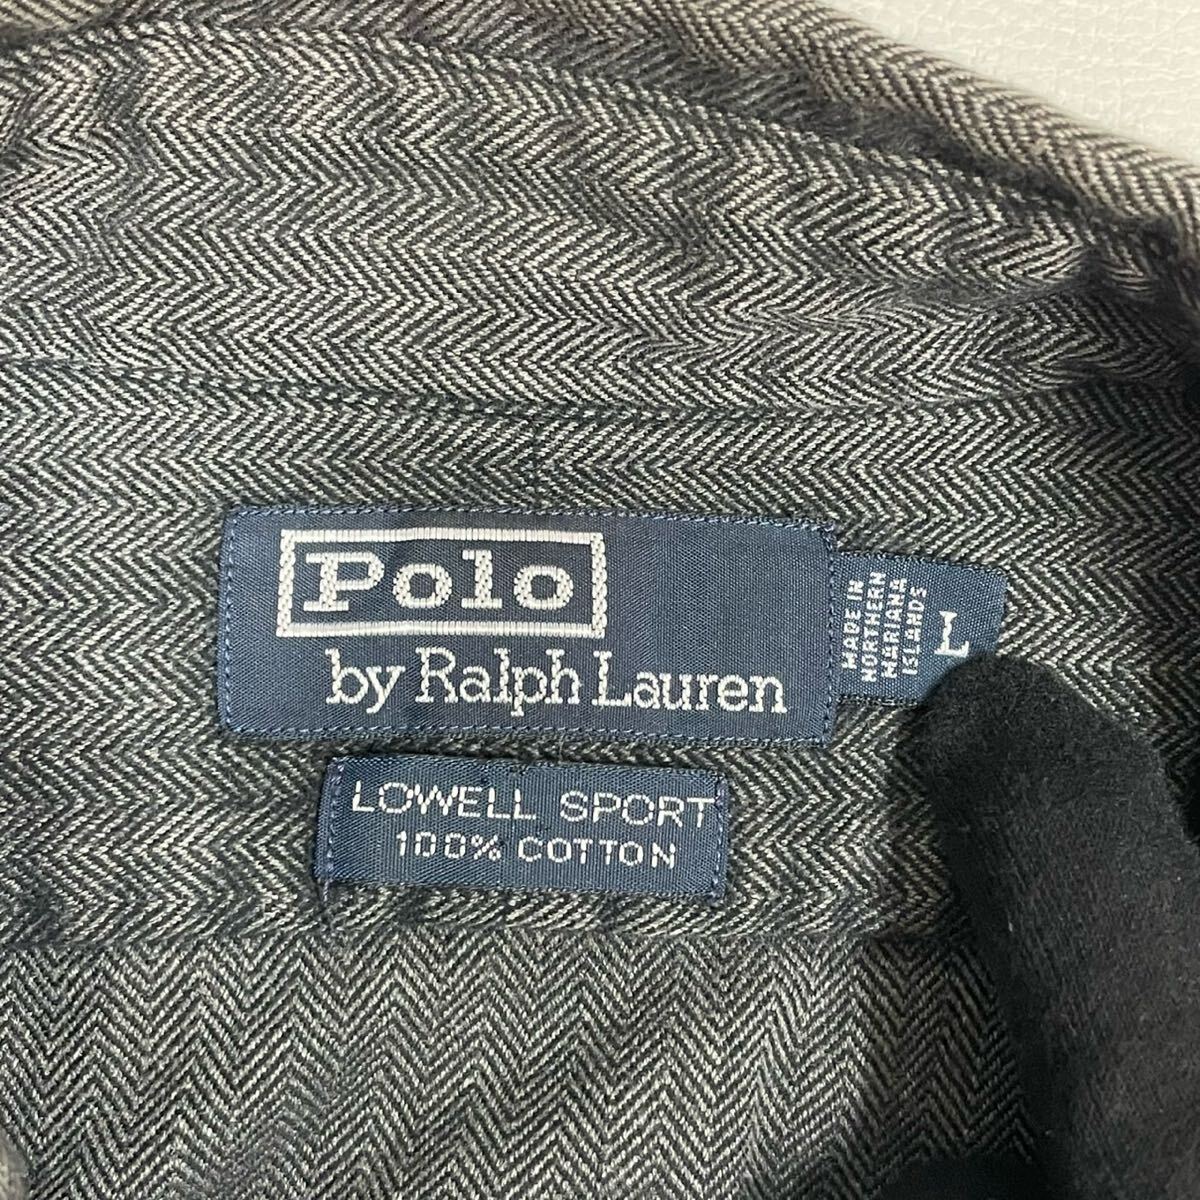 Polo
by Ralph Lauren
MADE IN
NORTHERN
MARIANA
ISLANDS
L
LOWELL SPORT
100% COTTON